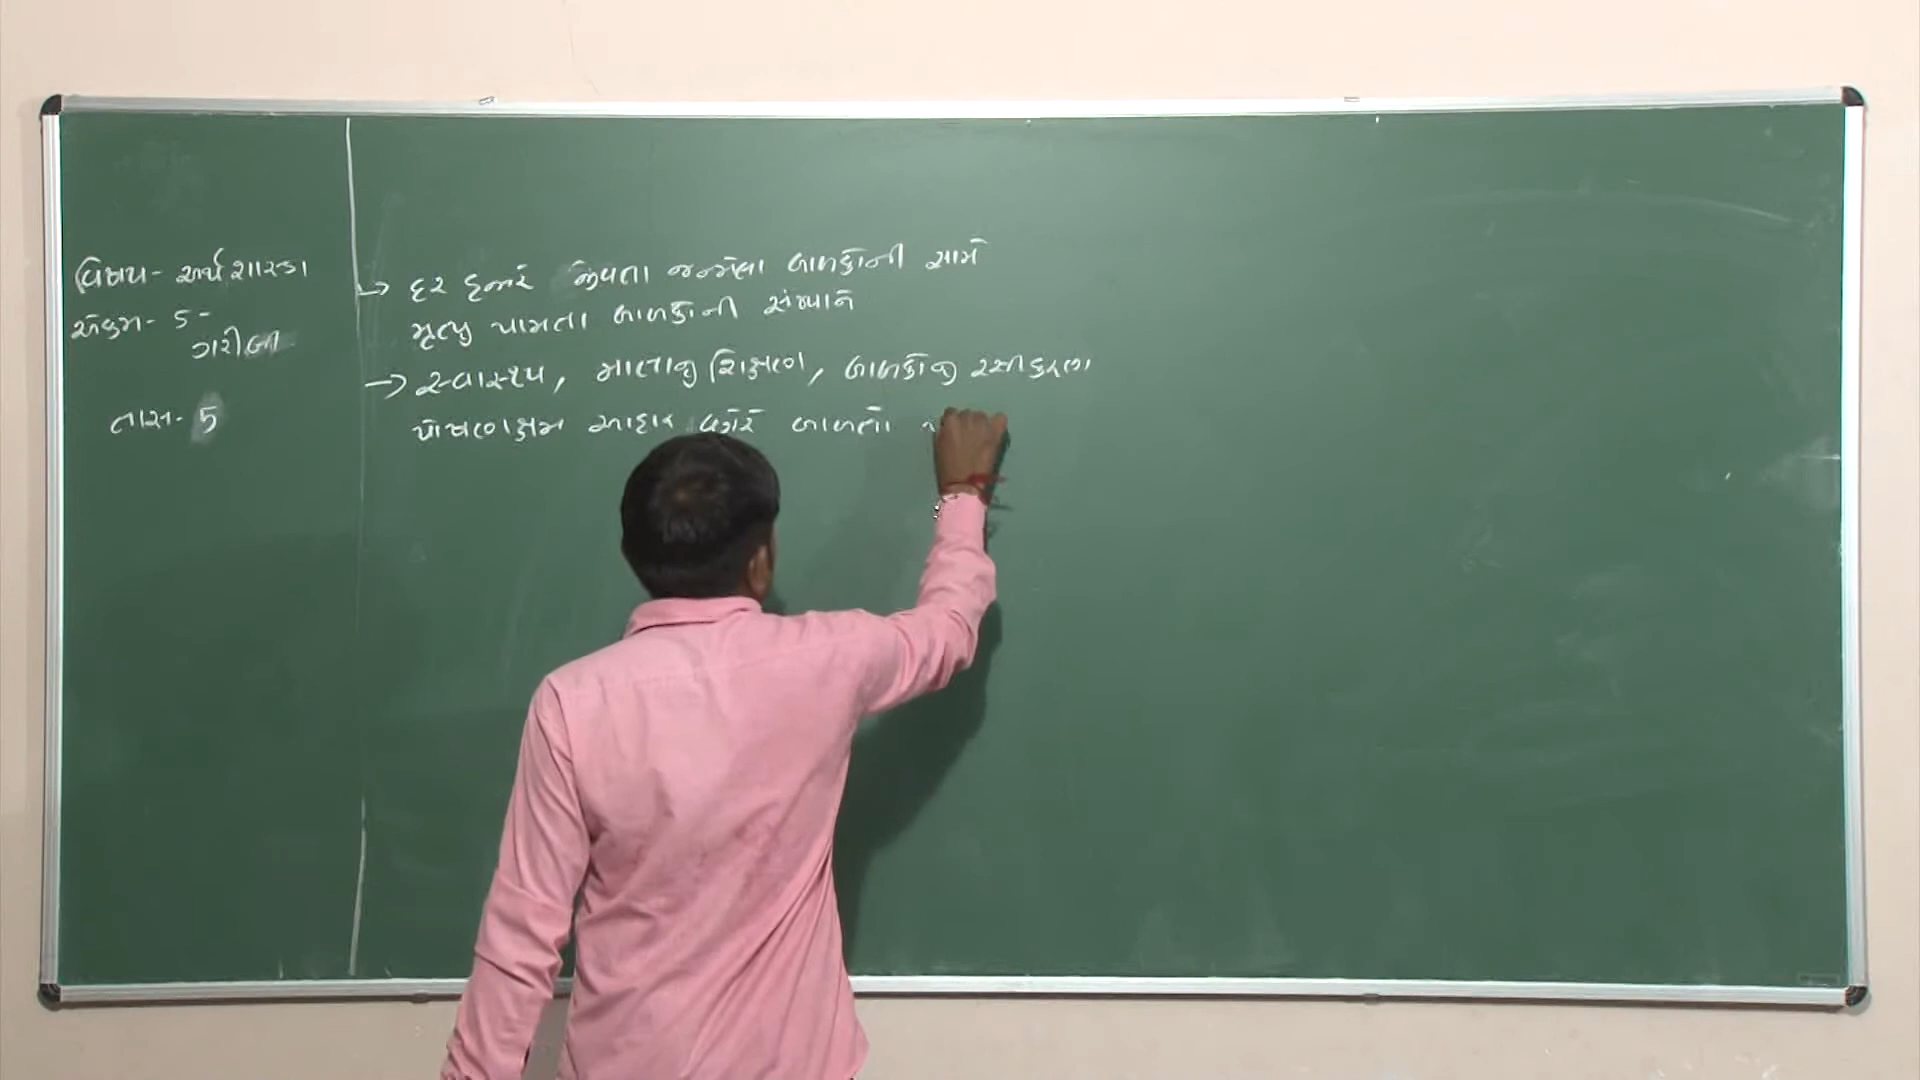 વિષય- અર્થશાસ્ત્ર
એકમ- 5-
ગરીબી
તાસ- 5
→ દર હજારે જીવતા જન્મેલા બાળકોની સામે
મૃત્યુ પામતા બાળકોની સંખ્યાને
→ સ્વાસ્થ્ય, માતાનું શિક્ષણ, બાળકોનું રસીકરણ
પોષણક્ષમ આહાર વગેરે બાબતો